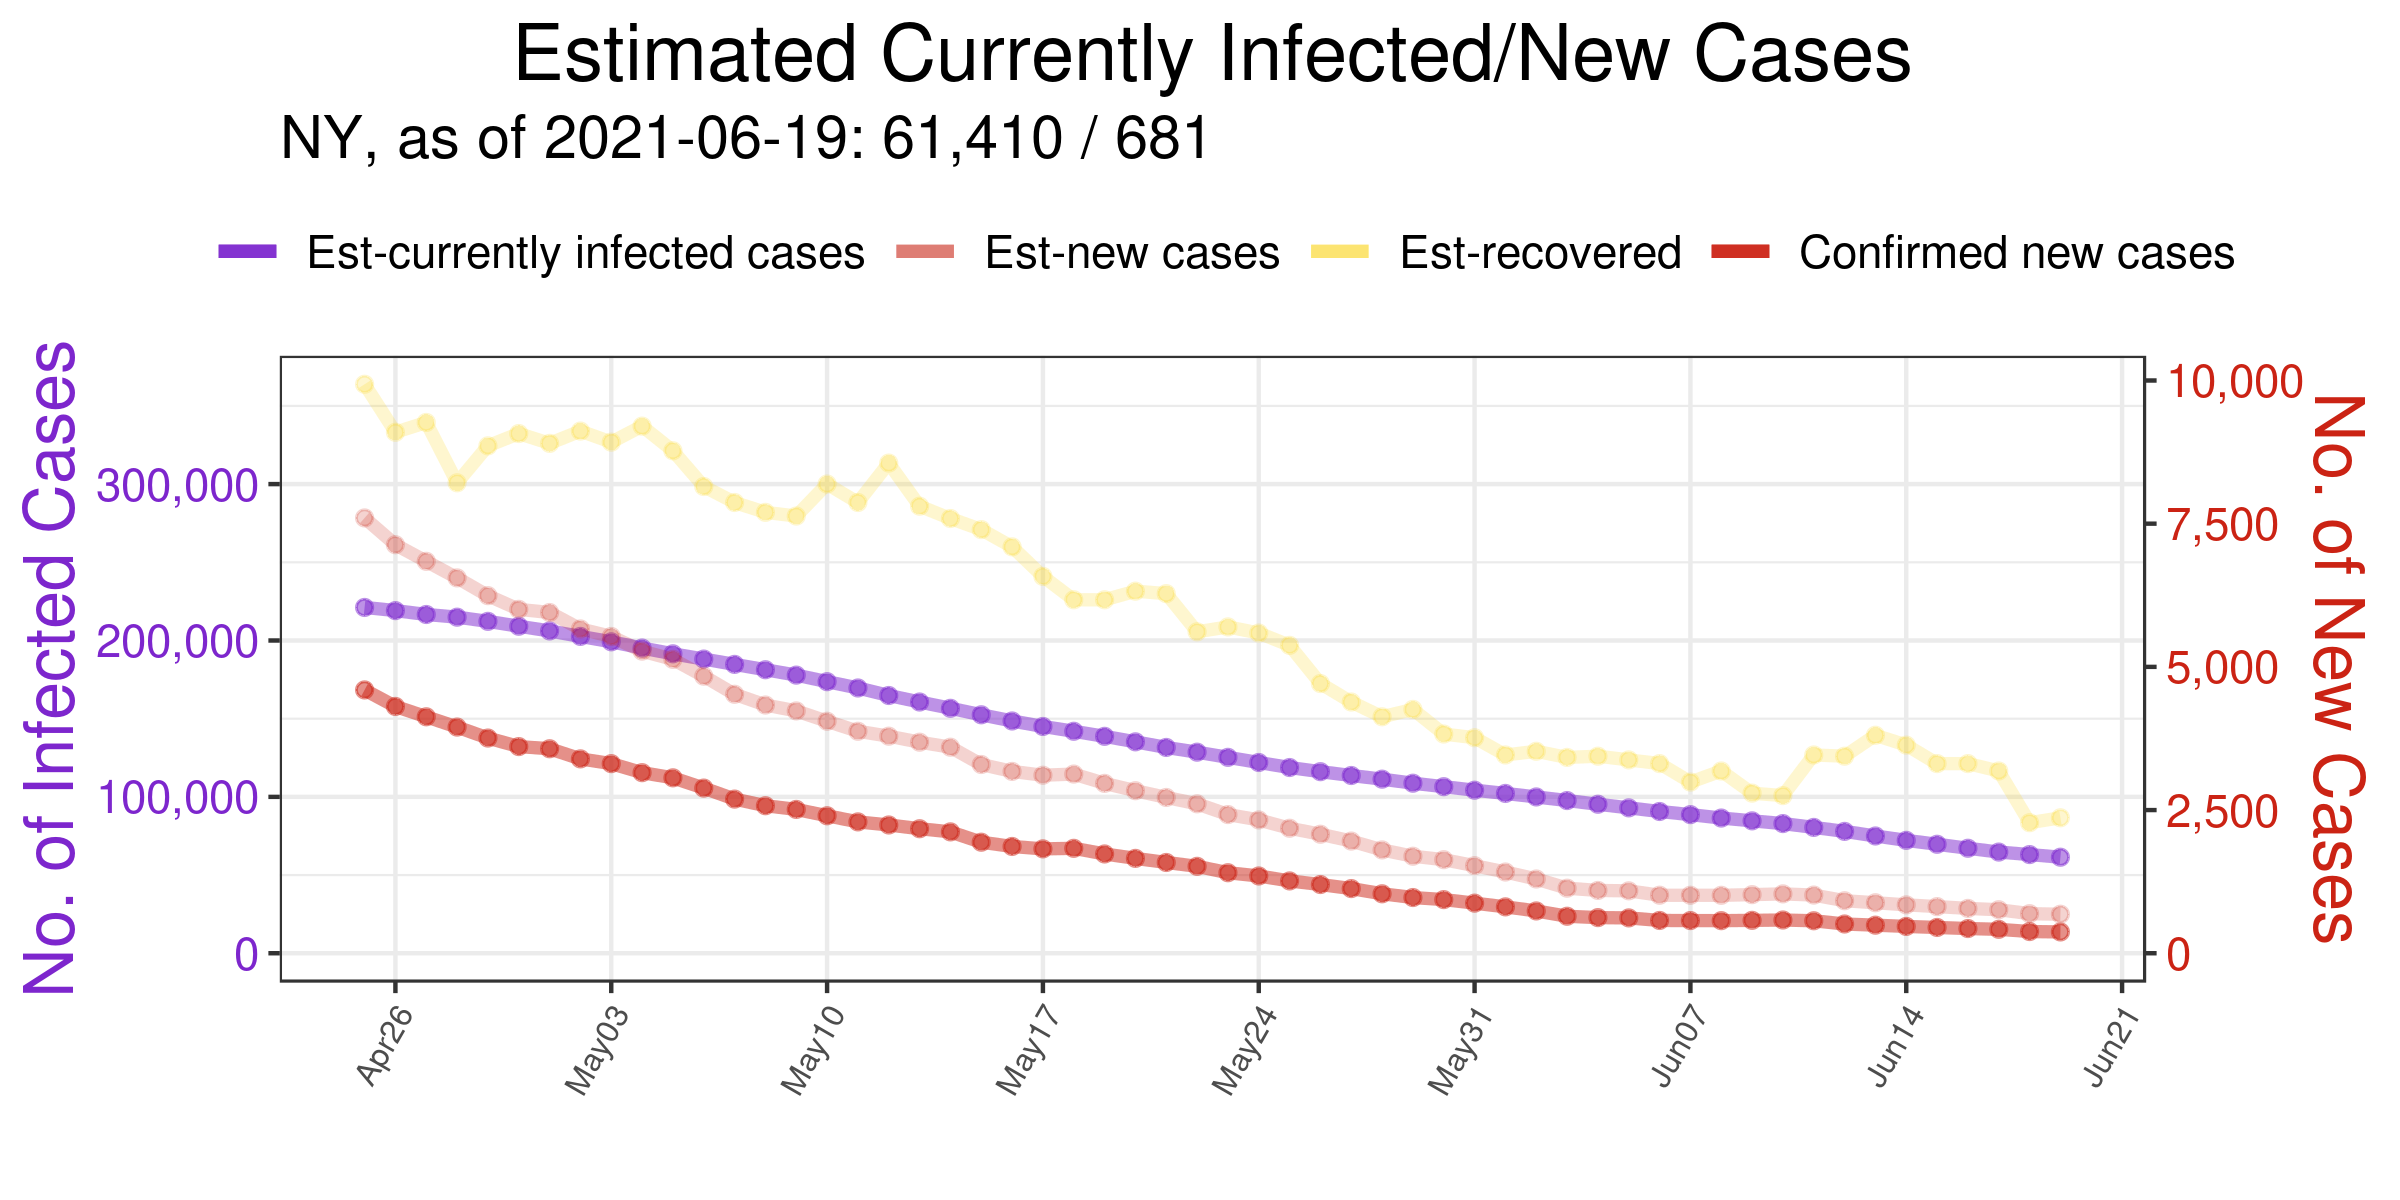 Estimated Currently Infected/New Cases
NY, as of 2021-06-19: 61,410 / 681
Est-currently infected cases Est-new cases Est-recovered Confirmed new cases
No. of Infected Cases
300,000
200,000
100,000
0
10,000
7,500
5,000
2,500
0
No. of New Cases
Apr26 May03 May10 May17 May24 May31 Jun07 Jun14 Jun21